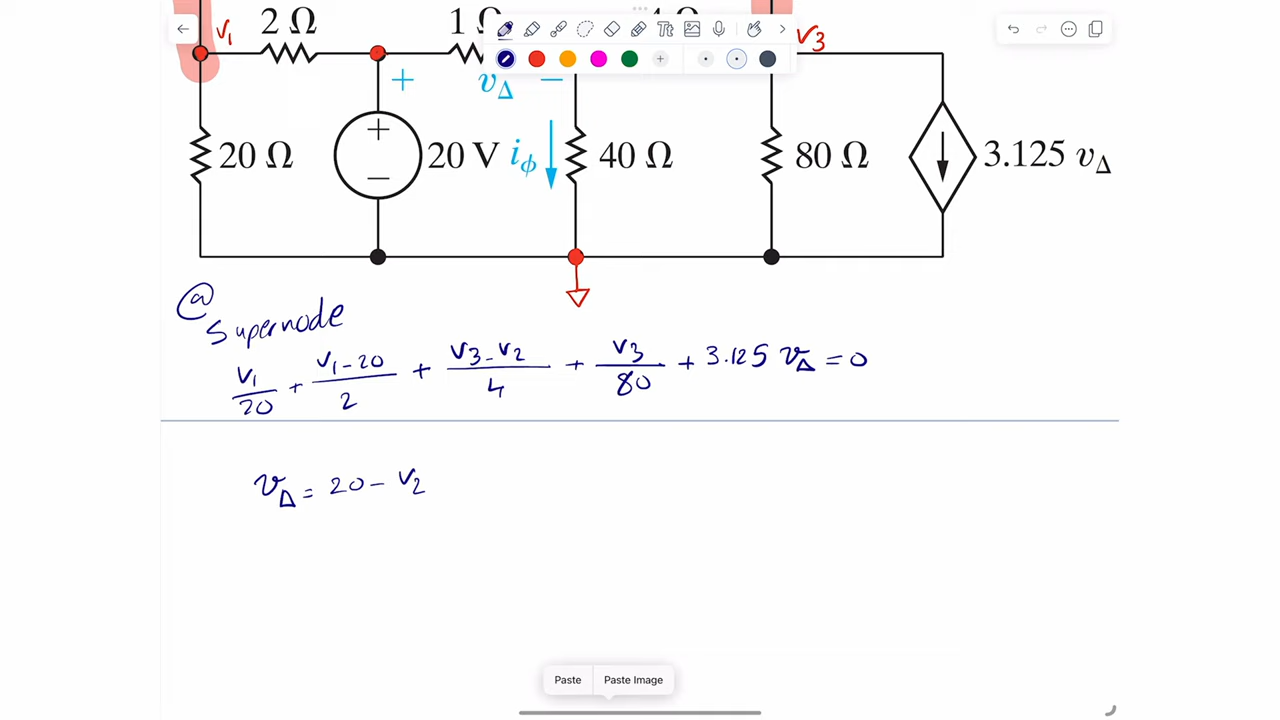 V1 2 Ω 1 Ω V3
+ vΔ −
20 Ω + − 20 V iϕ 40 Ω 80 Ω 3.125 vΔ
@ Supernode
V1/20 + (V1-20)/2 + (V3-V2)/4 + V3/80 + 3.125 vΔ = 0
vΔ = 20 - V2
Paste Paste Image